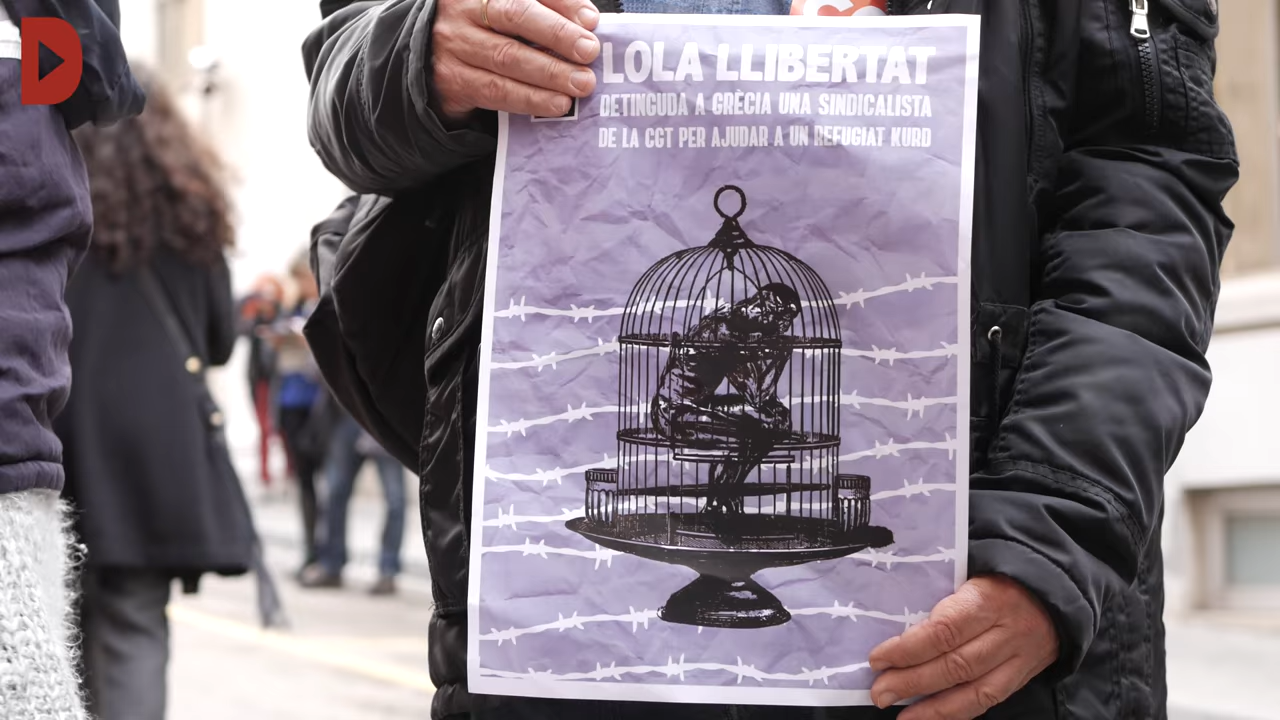 LOLA LLIBERTAT
DETINGUDA A GRÈCIA UNA SINDICALISTA
DE LA CGT PER AJUDAR A UN REFUGIAT KURD